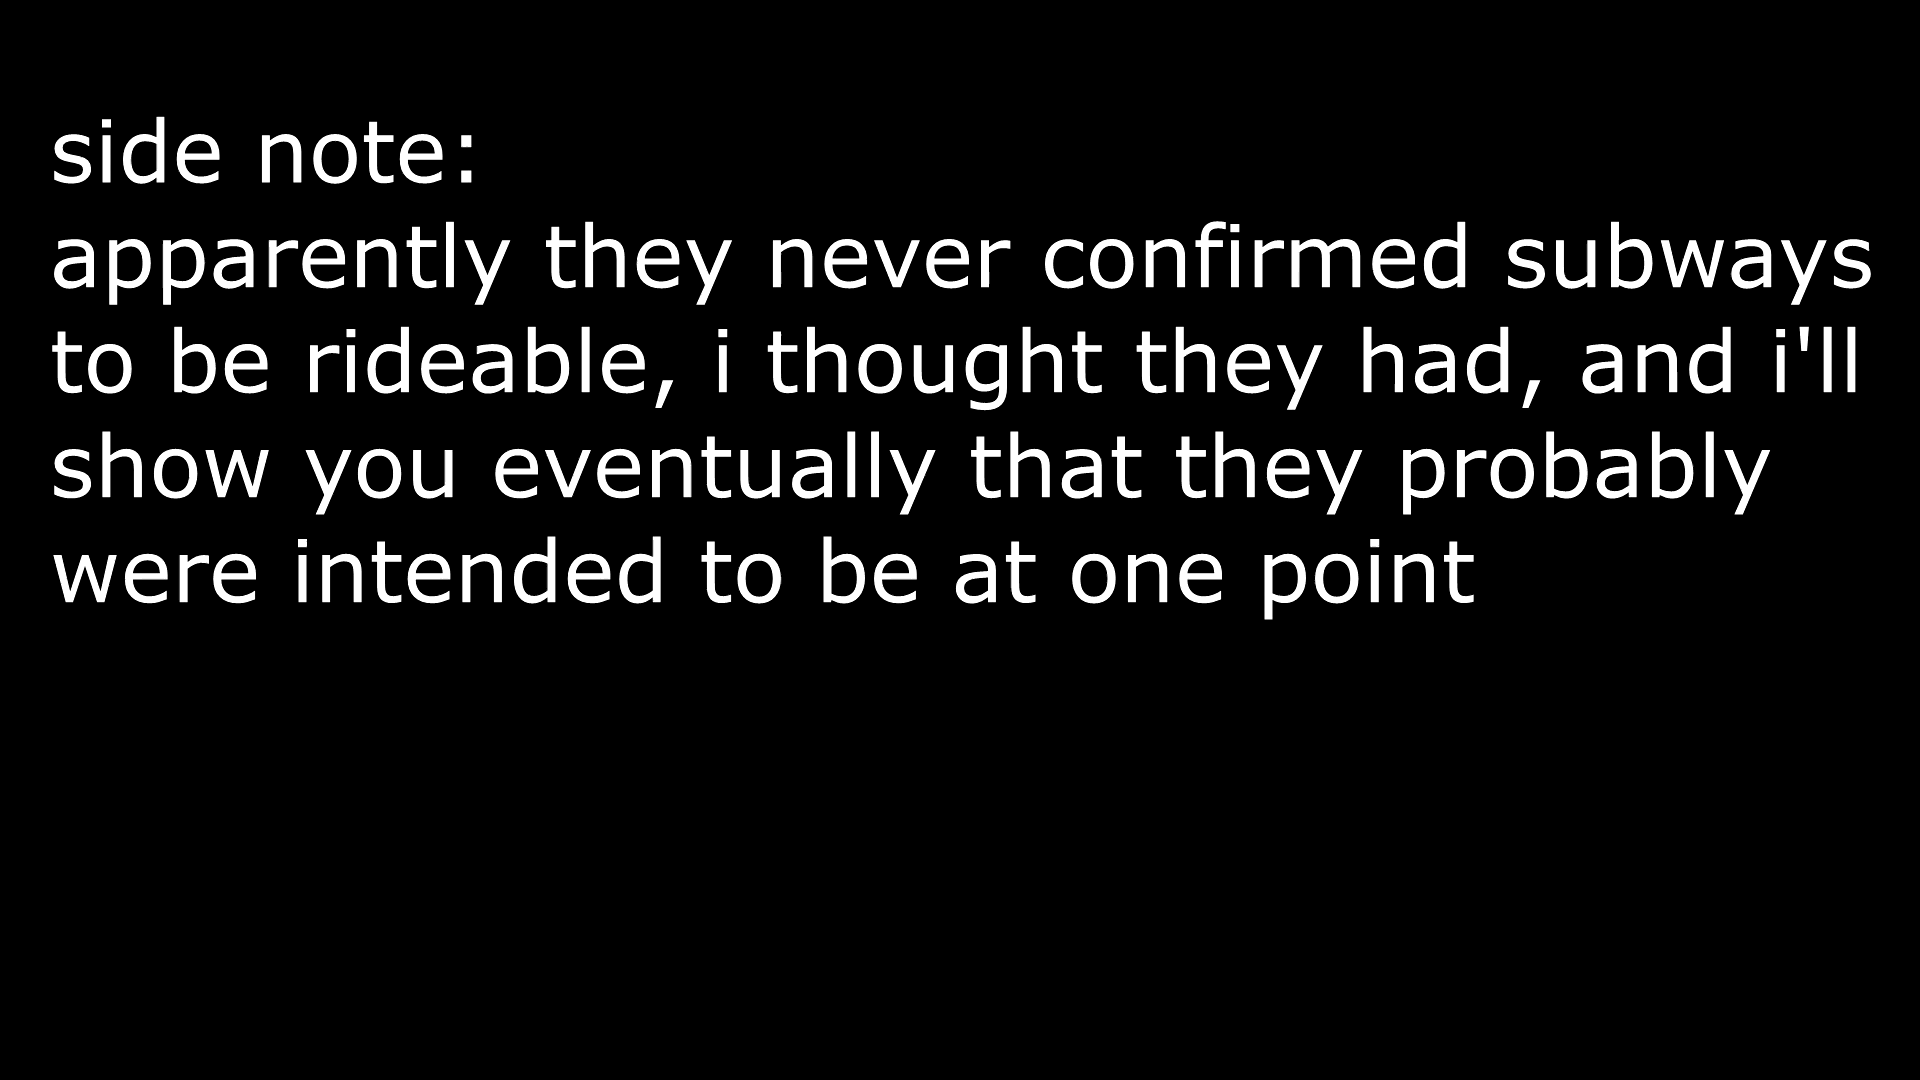 side note:
apparently they never confirmed subways
to be rideable, i thought they had, and i'll
show you eventually that they probably
were intended to be at one point